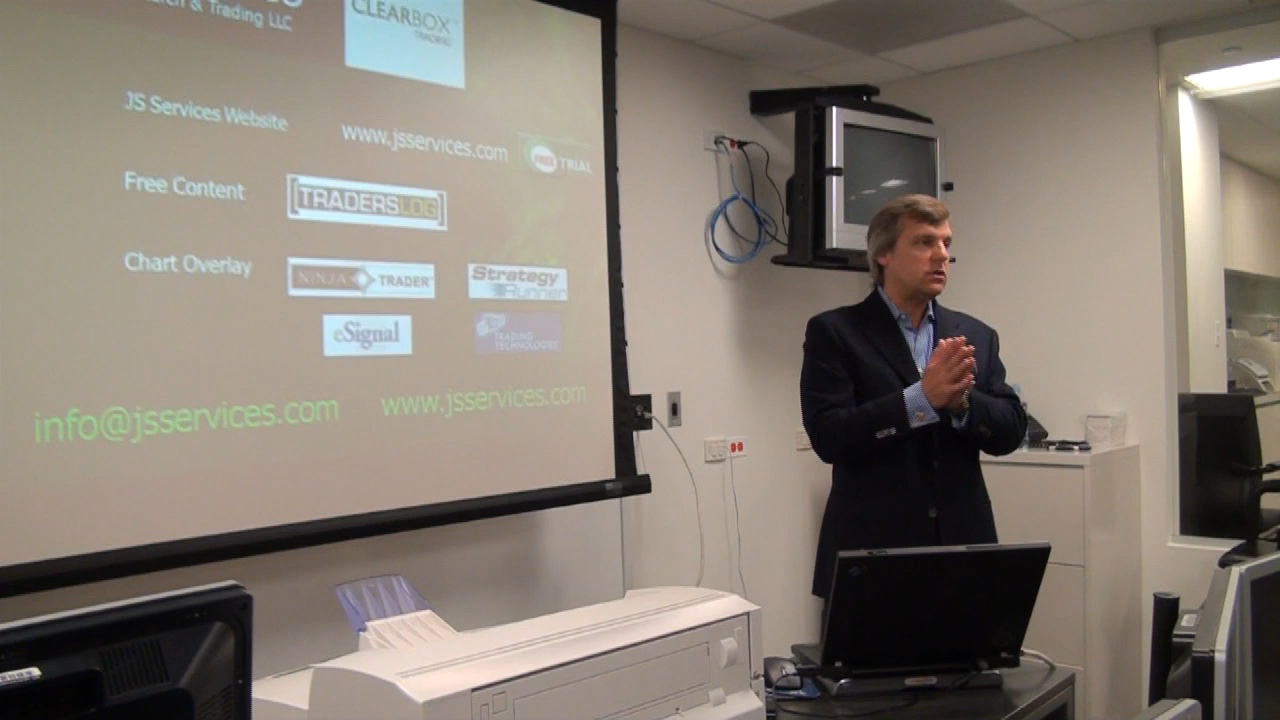 & Trading LLC
CLEARBOX
TRADING
JS Services Website
www.jsservices.com
FREE TRIAL
Free Content
[TRADERSLOG]
Chart Overlay
NINJA TRADER
Strategy
Runner
eSignal
TRADING
TECHNOLOGIES
info@jsservices.com
www.jsservices.com